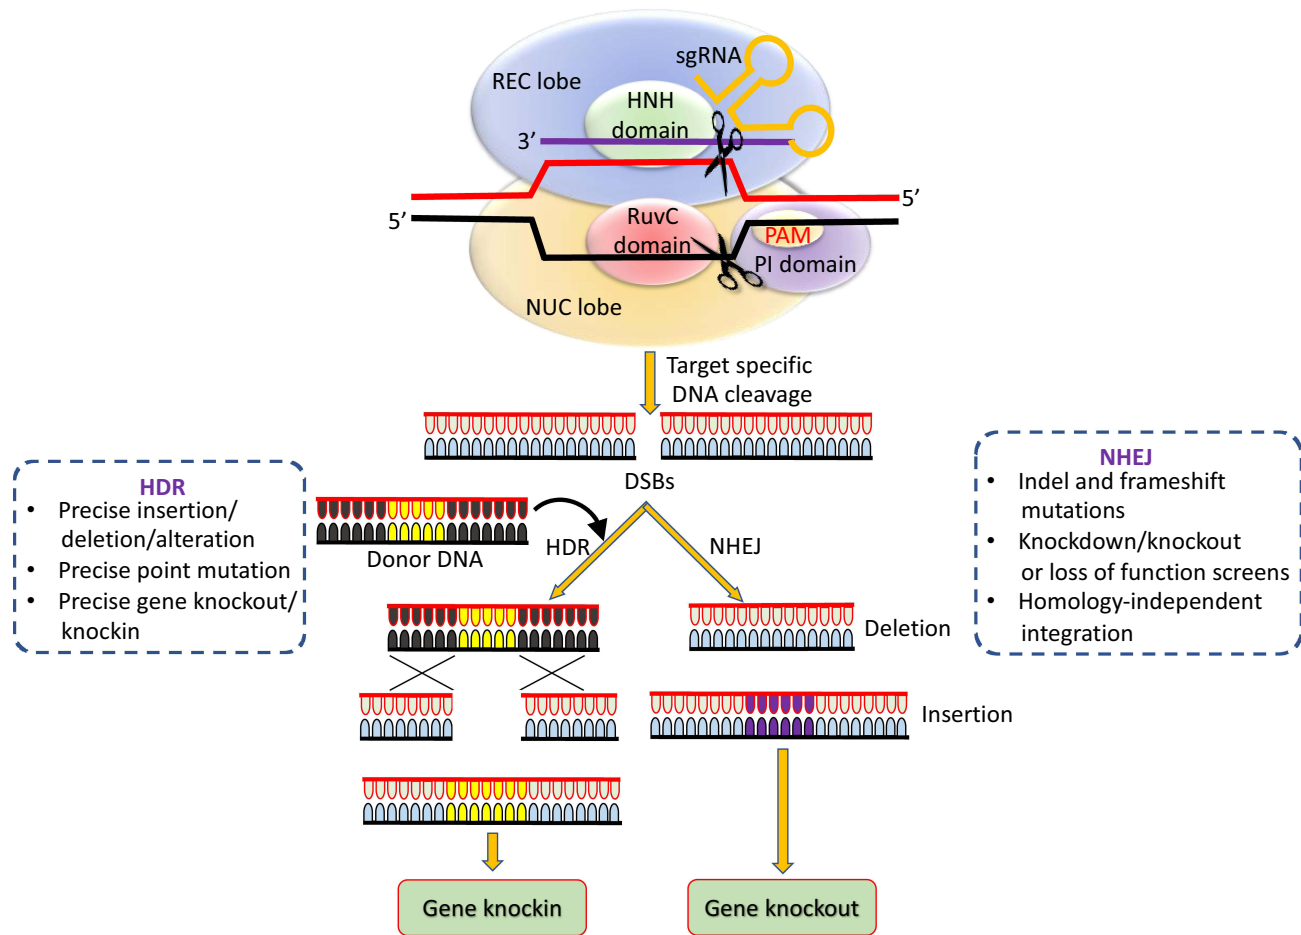 sgRNA
REC lobe
HNH
domain
3’
5’
5’
RuvC
domain
PAM
PI domain
NUC lobe
Target specific
DNA cleavage
DSBs
HDR
• Precise insertion/
deletion/alteration
• Precise point mutation
• Precise gene knockout/
knockin
Donor DNA
HDR
NHEJ
NHEJ
• Indel and frameshift
mutations
• Knockdown/knockout
or loss of function screens
• Homology-independent
integration
Deletion
Insertion
Gene knockin
Gene knockout